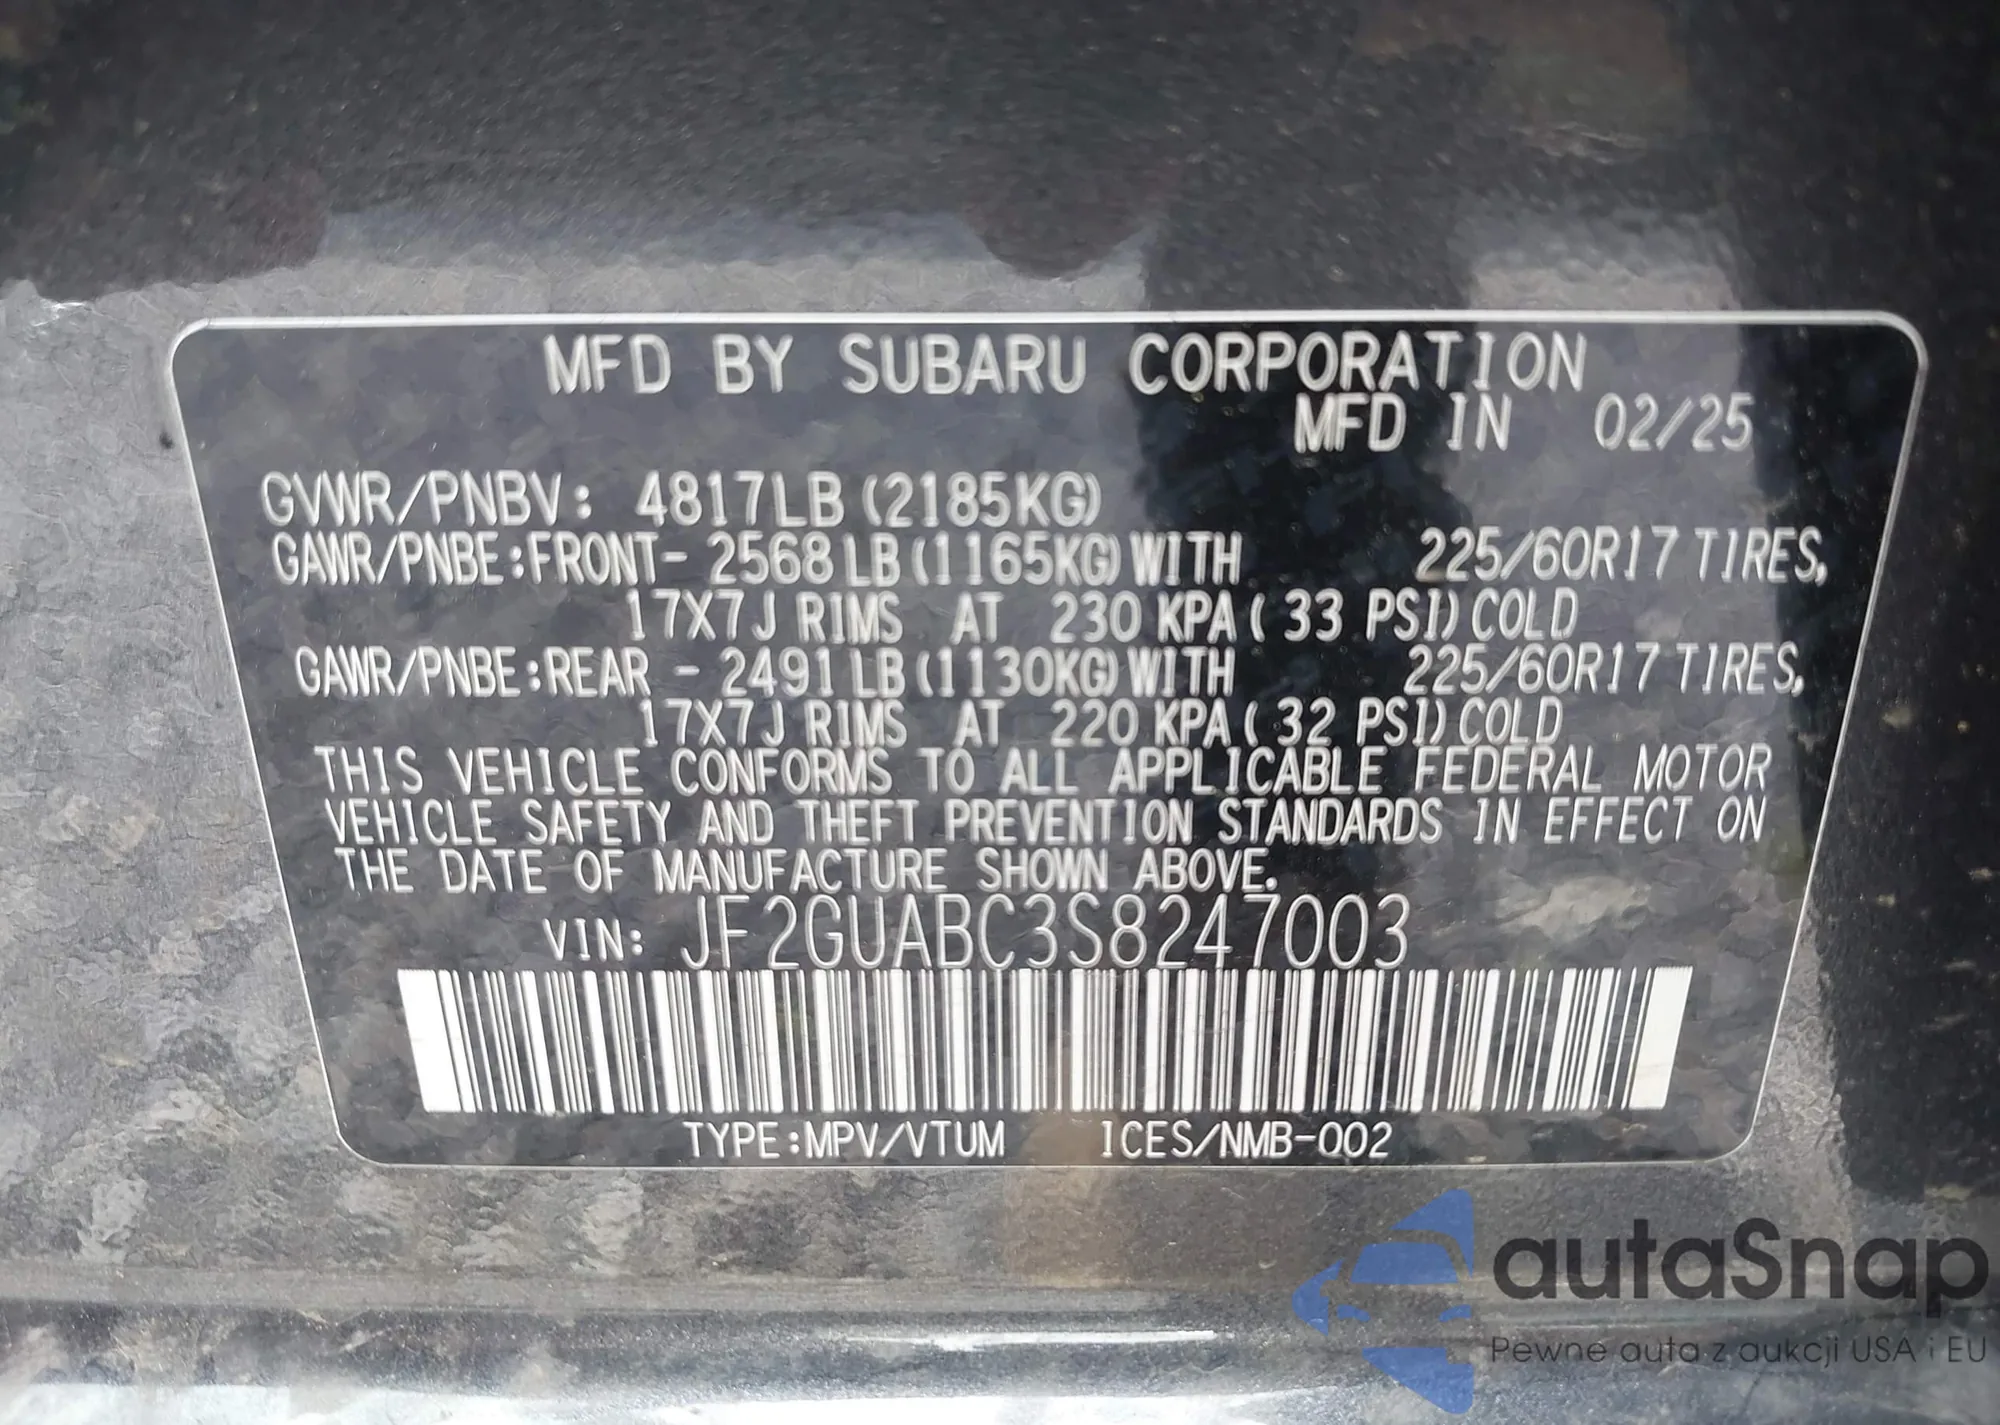 MFD BY SUBARU CORPORATION
MFD IN 02/25
GVWR/PNBV: 4817LB (2185KG)
GAWR/PNBE:FRONT- 2568LB(1165KG)WITH 225/60R17 TIRES,
17X7J RIMS AT 230 KPA( 33 PSI)COLD
GAWR/PNBE:REAR - 2491LB(1130KG)WITH 225/60R17 TIRES,
17X7J RIMS AT 220 KPA( 32 PSI)COLD
THIS VEHICLE CONFORMS TO ALL APPLICABLE FEDERAL MOTOR
VEHICLE SAFETY AND THEFT PREVENTION STANDARDS IN EFFECT ON
THE DATE OF MANUFACTURE SHOWN ABOVE.
VIN: JF2GUABC3S8247003
TYPE:MPV/VTUM ICES/NMB-002
autaSnap
Pewne auta z aukcji USA i EU